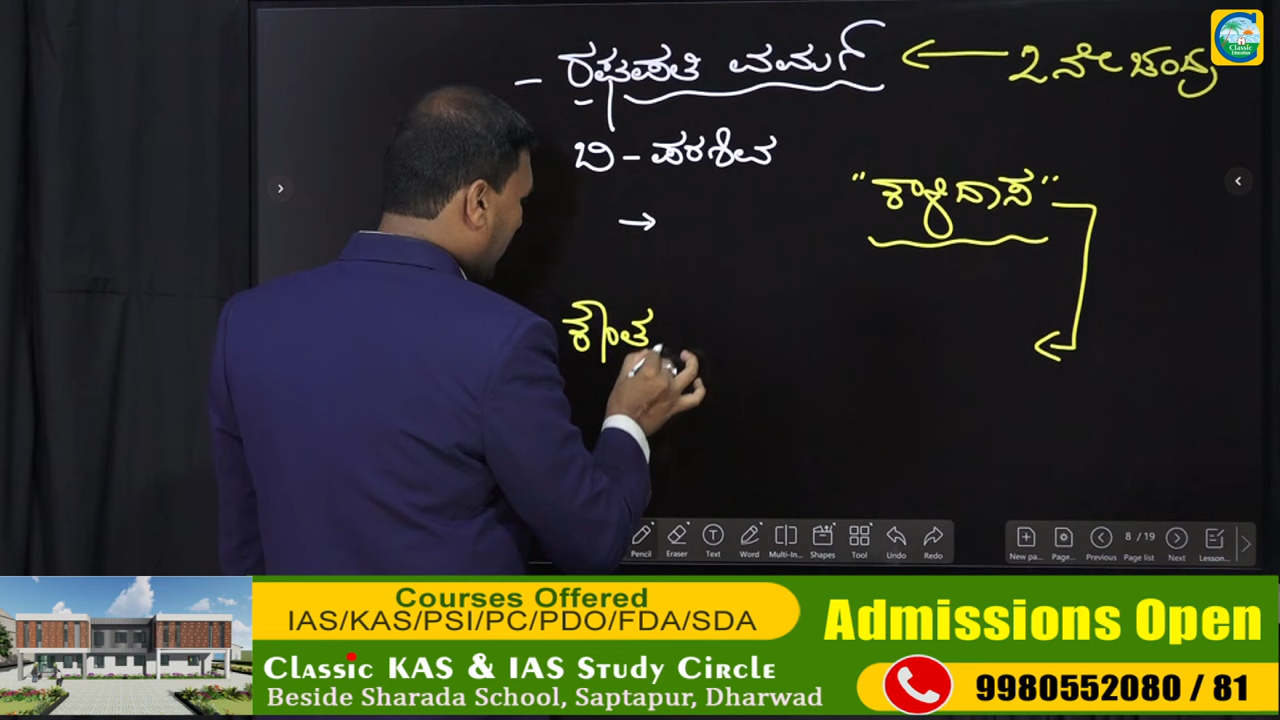 - ರಘುಪತಿ ವರ್ಮ ← 2 ನೇ ಚಂದ್ರ
ಬಿ - ಪರಶಿವ
"ಕಾಳಿದಾಸ"
→
ಕೌಂತ
Classic
Education
Pencil Eraser Text Word Multi-In... Shapes Tool Undo Redo
New pa... Page... Previous 8 / 19 Page list Next Lesson...
Courses Offered
IAS/KAS/PSI/PC/PDO/FDA/SDA
Classic KAS & IAS Study Circle
Beside Sharada School, Saptapur, Dharwad
Admissions Open
9980552080 / 81